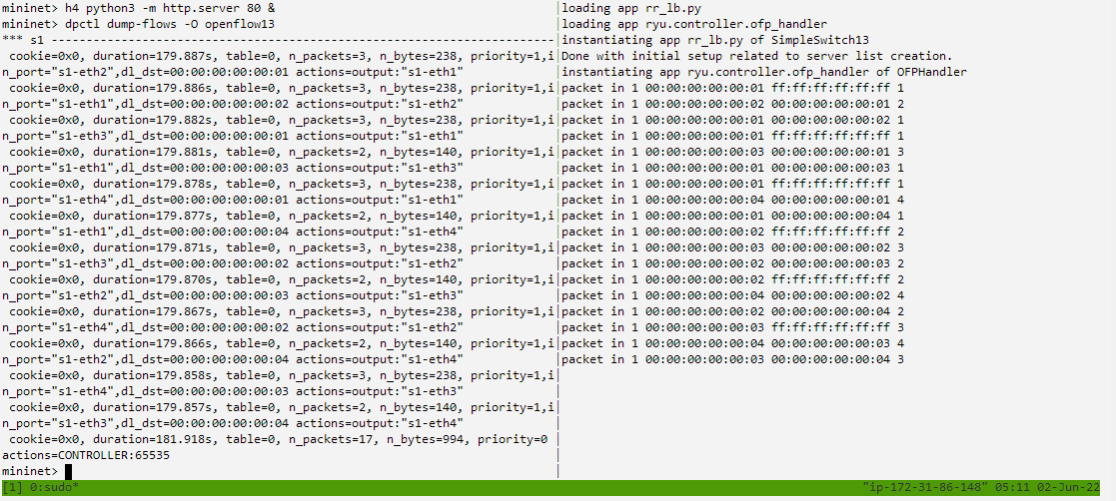 mininet> h4 python3 -m http.server 80 &
mininet> dpctl dump-flows -O openflow13
*** s1 ------------------------------------------------------------------------
 cookie=0x0, duration=179.887s, table=0, n_packets=3, n_bytes=238, priority=1,i
n_port="s1-eth2",dl_dst=00:00:00:00:00:01 actions=output:"s1-eth1"
 cookie=0x0, duration=179.886s, table=0, n_packets=3, n_bytes=238, priority=1,i
n_port="s1-eth1",dl_dst=00:00:00:00:00:02 actions=output:"s1-eth2"
 cookie=0x0, duration=179.882s, table=0, n_packets=3, n_bytes=238, priority=1,i
n_port="s1-eth3",dl_dst=00:00:00:00:00:01 actions=output:"s1-eth1"
 cookie=0x0, duration=179.881s, table=0, n_packets=2, n_bytes=140, priority=1,i
n_port="s1-eth1",dl_dst=00:00:00:00:00:03 actions=output:"s1-eth3"
 cookie=0x0, duration=179.878s, table=0, n_packets=3, n_bytes=238, priority=1,i
n_port="s1-eth4",dl_dst=00:00:00:00:00:01 actions=output:"s1-eth1"
 cookie=0x0, duration=179.877s, table=0, n_packets=2, n_bytes=140, priority=1,i
n_port="s1-eth1",dl_dst=00:00:00:00:00:04 actions=output:"s1-eth4"
 cookie=0x0, duration=179.871s, table=0, n_packets=3, n_bytes=238, priority=1,i
n_port="s1-eth3",dl_dst=00:00:00:00:00:02 actions=output:"s1-eth2"
 cookie=0x0, duration=179.870s, table=0, n_packets=2, n_bytes=140, priority=1,i
n_port="s1-eth2",dl_dst=00:00:00:00:00:03 actions=output:"s1-eth3"
 cookie=0x0, duration=179.867s, table=0, n_packets=3, n_bytes=238, priority=1,i
n_port="s1-eth4",dl_dst=00:00:00:00:00:02 actions=output:"s1-eth2"
 cookie=0x0, duration=179.866s, table=0, n_packets=2, n_bytes=140, priority=1,i
n_port="s1-eth2",dl_dst=00:00:00:00:00:04 actions=output:"s1-eth4"
 cookie=0x0, duration=179.858s, table=0, n_packets=3, n_bytes=238, priority=1,i
n_port="s1-eth4",dl_dst=00:00:00:00:00:03 actions=output:"s1-eth3"
 cookie=0x0, duration=179.857s, table=0, n_packets=2, n_bytes=140, priority=1,i
n_port="s1-eth3",dl_dst=00:00:00:00:00:04 actions=output:"s1-eth4"
 cookie=0x0, duration=181.918s, table=0, n_packets=17, n_bytes=994, priority=0
actions=CONTROLLER:65535
mininet>
loading app rr_lb.py
loading app ryu.controller.ofp_handler
instantiating app rr_lb.py of SimpleSwitch13
Done with initial setup related to server list creation.
instantiating app ryu.controller.ofp_handler of OFPHandler
packet in 1 00:00:00:00:00:01 ff:ff:ff:ff:ff:ff 1
packet in 1 00:00:00:00:00:02 00:00:00:00:00:01 2
packet in 1 00:00:00:00:00:01 00:00:00:00:00:02 1
packet in 1 00:00:00:00:00:01 ff:ff:ff:ff:ff:ff 1
packet in 1 00:00:00:00:00:03 00:00:00:00:00:01 3
packet in 1 00:00:00:00:00:01 00:00:00:00:00:03 1
packet in 1 00:00:00:00:00:01 ff:ff:ff:ff:ff:ff 1
packet in 1 00:00:00:00:00:04 00:00:00:00:00:01 4
packet in 1 00:00:00:00:00:01 00:00:00:00:00:04 1
packet in 1 00:00:00:00:00:02 ff:ff:ff:ff:ff:ff 2
packet in 1 00:00:00:00:00:03 00:00:00:00:00:02 3
packet in 1 00:00:00:00:00:02 00:00:00:00:00:03 2
packet in 1 00:00:00:00:00:02 ff:ff:ff:ff:ff:ff 2
packet in 1 00:00:00:00:00:04 00:00:00:00:00:02 4
packet in 1 00:00:00:00:00:02 00:00:00:00:00:04 2
packet in 1 00:00:00:00:00:03 ff:ff:ff:ff:ff:ff 3
packet in 1 00:00:00:00:00:04 00:00:00:00:00:03 4
packet in 1 00:00:00:00:00:03 00:00:00:00:00:04 3
[1] 0:sudo* "ip-172-31-86-148" 05:11 02-Jun-22